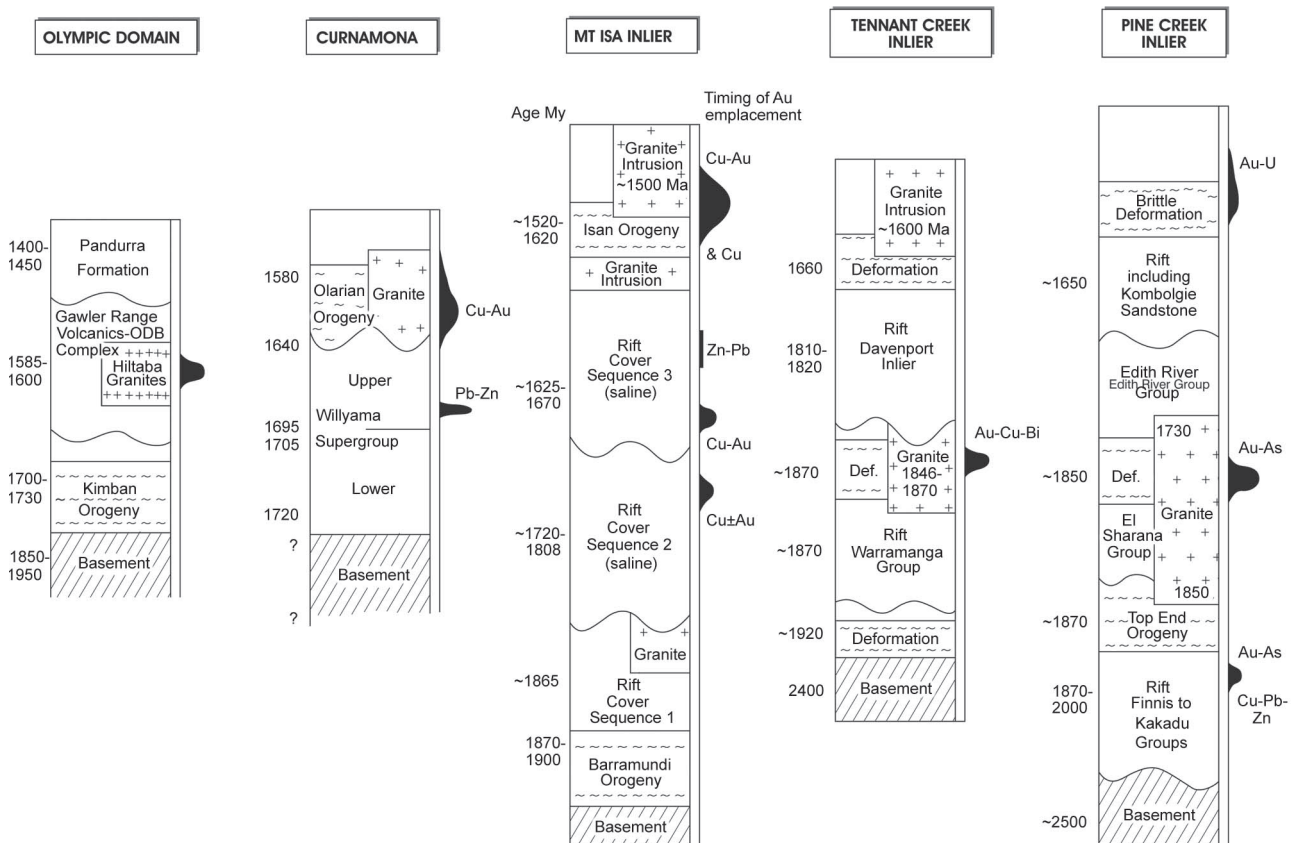 OLYMPIC DOMAIN
1400-
1450
Pandurra
Formation
Gawler Range
Volcanics-ODB
Complex
1585-
1600
Hiltaba
Granites
1700-
1730
Kimban
Orogeny
1850-
1950
Basement
CURNAMONA
1580
Olarian
Orogeny
Granite
Cu-Au
1640
Upper
Pb-Zn
Willyama
1695
1705
Supergroup
Lower
1720
?
Basement
?
MT ISA INLIER
Age My
Timing of Au
emplacement
Granite
Intrusion
~1500 Ma
Cu-Au
~1520-
1620
Isan Orogeny
& Cu
Granite
Intrusion
Rift
Cover
Sequence 3
(saline)
Zn-Pb
~1625-
1670
Cu-Au
Cu±Au
Rift
Cover
Sequence 2
(saline)
~1720-
1808
Granite
~1865
Rift
Cover
Sequence 1
1870-
1900
Barramundi
Orogeny
Basement
TENNANT CREEK
INLIER
Granite
Intrusion
~1600 Ma
1660
Deformation
Rift
Davenport
Inlier
1810-
1820
Au-Cu-Bi
~1870
Def.
Granite
1846-
1870
~1870
Rift
Warramanga
Group
~1920
Deformation
2400
Basement
PINE CREEK
INLIER
Au-U
Brittle
Deformation
~1650
Rift
including
Kombolgie
Sandstone
Edith River
Edith River Group
Group
1730
Au-As
~1850
Def.
Granite
El
Sharana
Group
1850
~1870
Top End
Orogeny
Au-As
1870-
2000
Rift
Finnis to
Kakadu
Groups
Cu-Pb-
Zn
~2500
Basement